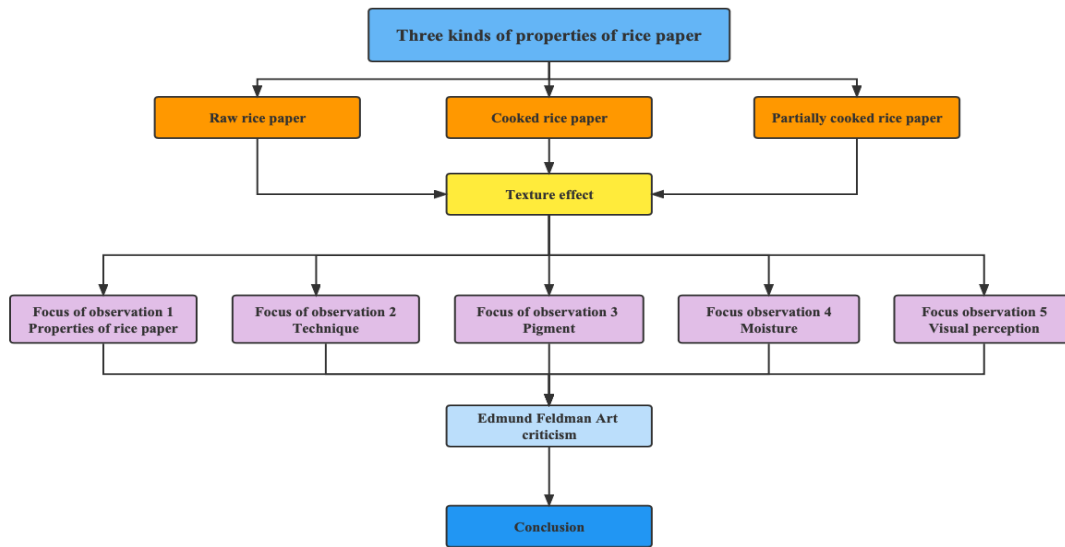 Three kinds of properties of rice paper
Raw rice paper
Cooked rice paper
Partially cooked rice paper
Texture effect
Focus of observation 1
Properties of rice paper
Focus of observation 2
Technique
Focus of observation 3
Pigment
Focus of observation 4
Moisture
Focus observation 5
Visual perception
Edmund Feldman Art
criticism
Conclusion